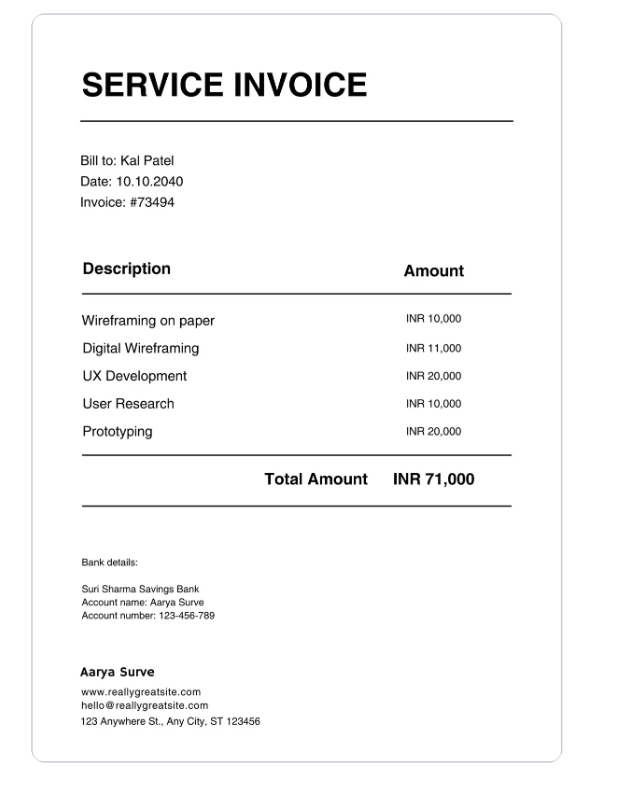 SERVICE INVOICE
Bill to: Kal Patel
Date: 10.10.2040
Invoice: #73494
Description Amount
Wireframing on paper INR 10,000
Digital Wireframing INR 11,000
UX Development INR 20,000
User Research INR 10,000
Prototyping INR 20,000
Total Amount INR 71,000
Bank details:
Suri Sharma Savings Bank
Account name: Aarya Surve
Account number: 123-456-789
Aarya Surve
www.reallygreatsite.com
hello@reallygreatsite.com
123 Anywhere St., Any City, ST 123456